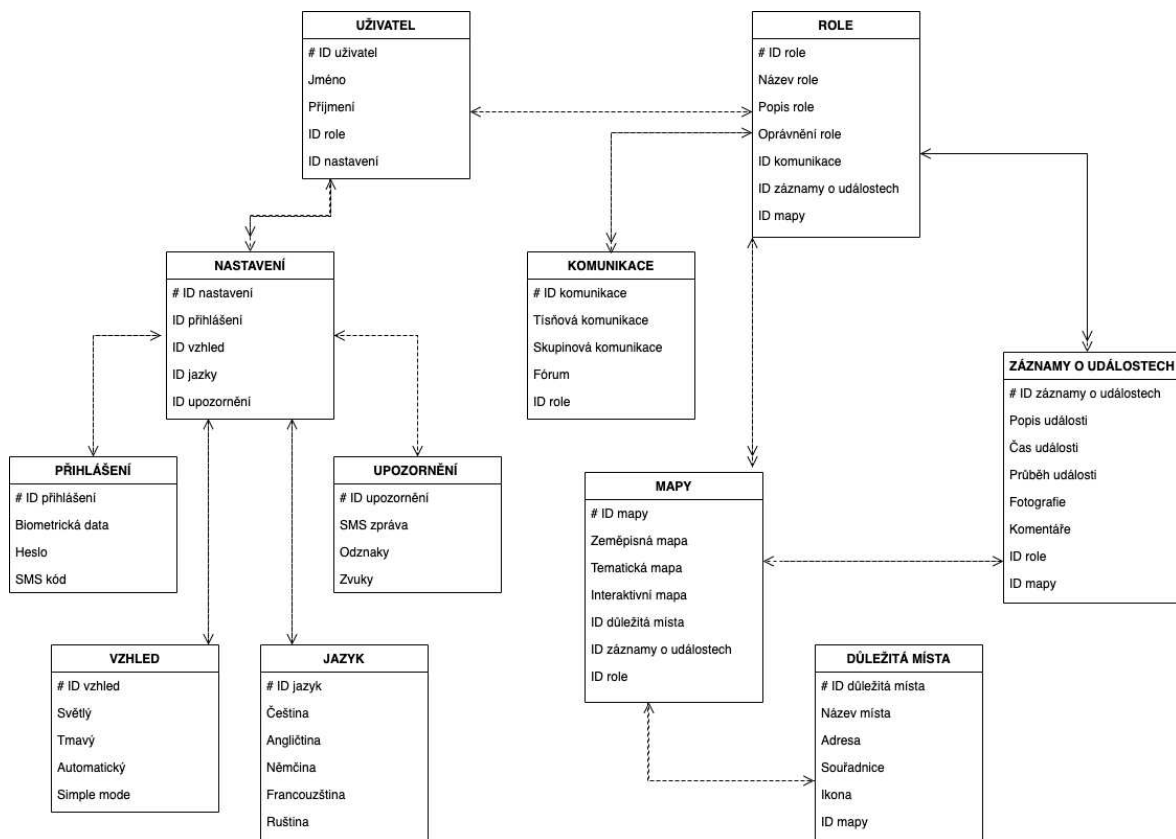 UŽIVATEL
# ID uživatel
Jméno
Příjmení
ID role
ID nastavení
ROLE
# ID role
Název role
Popis role
Oprávnění role
ID komunikace
ID záznamy o událostech
ID mapy
NASTAVENÍ
# ID nastavení
ID přihlášení
ID vzhled
ID jazky
ID upozornění
KOMUNIKACE
# ID komunikace
Tísňová komunikace
Skupinová komunikace
Fórum
ID role
ZÁZNAMY O UDÁLOSTECH
# ID záznamy o událostech
Popis události
Čas události
Průběh události
Fotografie
Komentáře
ID role
ID mapy
PŘIHLÁŠENÍ
# ID přihlášení
Biometrická data
Heslo
SMS kód
UPOZORNĚNÍ
# ID upozornění
SMS zpráva
Odznaky
Zvuky
MAPY
# ID mapy
Zeměpisná mapa
Tematická mapa
Interaktivní mapa
ID důležitá místa
ID záznamy o událostech
ID role
VZHLED
# ID vzhled
Světlý
Tmavý
Automatický
Simple mode
JAZYK
# ID jazyk
Čeština
Angličtina
Němčina
Francouzština
Ruština
DŮLEŽITÁ MÍSTA
# ID důležitá místa
Název místa
Adresa
Souřadnice
Ikona
ID mapy